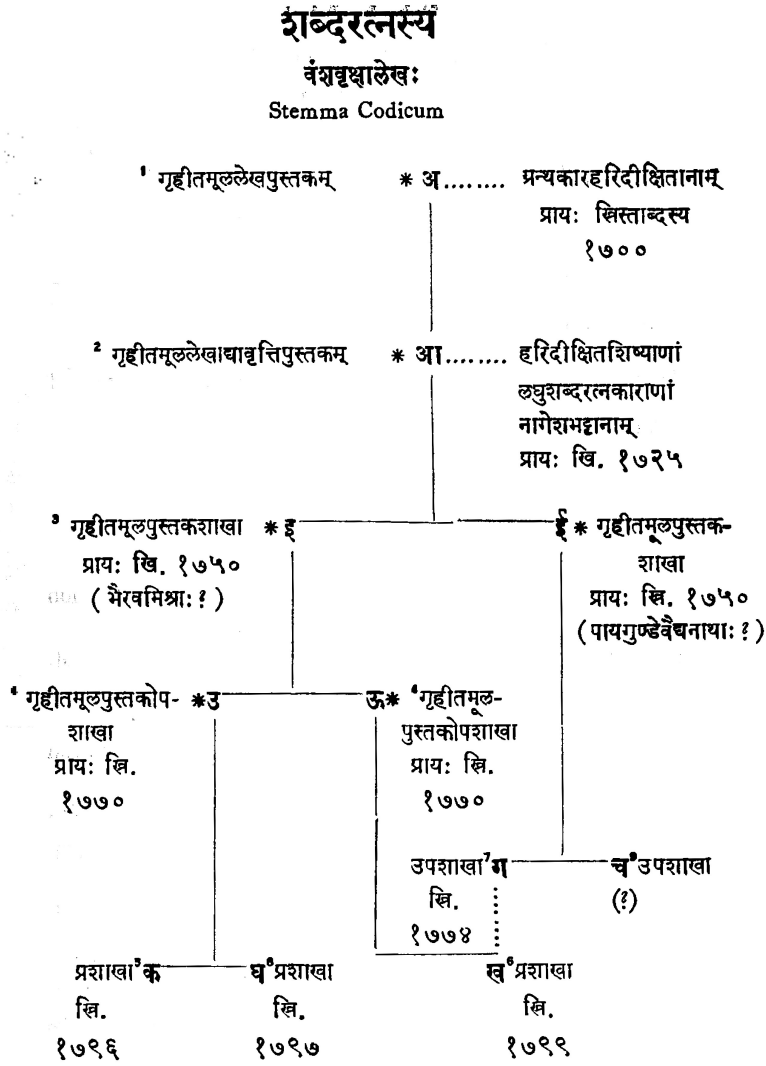 शब्दरत्नस्य
वंशवृक्षालेखः
Stemma Codicum
¹ गृहीतमूललेखपुस्तकम् * अ........ ग्रन्थकारहरिदीक्षितानाम्
प्रायः ख्रिस्ताब्दस्य
१७००
² गृहीतमूललेखाद्यावृत्तिपुस्तकम् * आ........ हरिदीक्षितशिष्याणां
लघुशब्दरत्नकाराणां
नागेशभट्टानाम्
प्रायः ख्रि. १७२५
³ गृहीतमूलपुस्तकशाखा * इ ई * गृहीतमूलपुस्तक-
प्रायः ख्रि. १७५० शाखा
( भैरवमिश्राः ? ) प्रायः ख्रि. १७५०
(पायगुण्डेवैद्यनाथाः ?)
⁴ गृहीतमूलपुस्तकोप- *उ ऊ* ⁴गृहीतमूल-
शाखा पुस्तकोपशाखा
प्रायः ख्रि. प्रायः ख्रि.
१७७० १७७०
उपशाखा⁷ग च⁹उपशाखा
ख्रि. (?)
१७७४
प्रशाखा⁵क घ⁸प्रशाखा ख⁶प्रशाखा
ख्रि. ख्रि. ख्रि.
१७९६ १७९७ १७९९